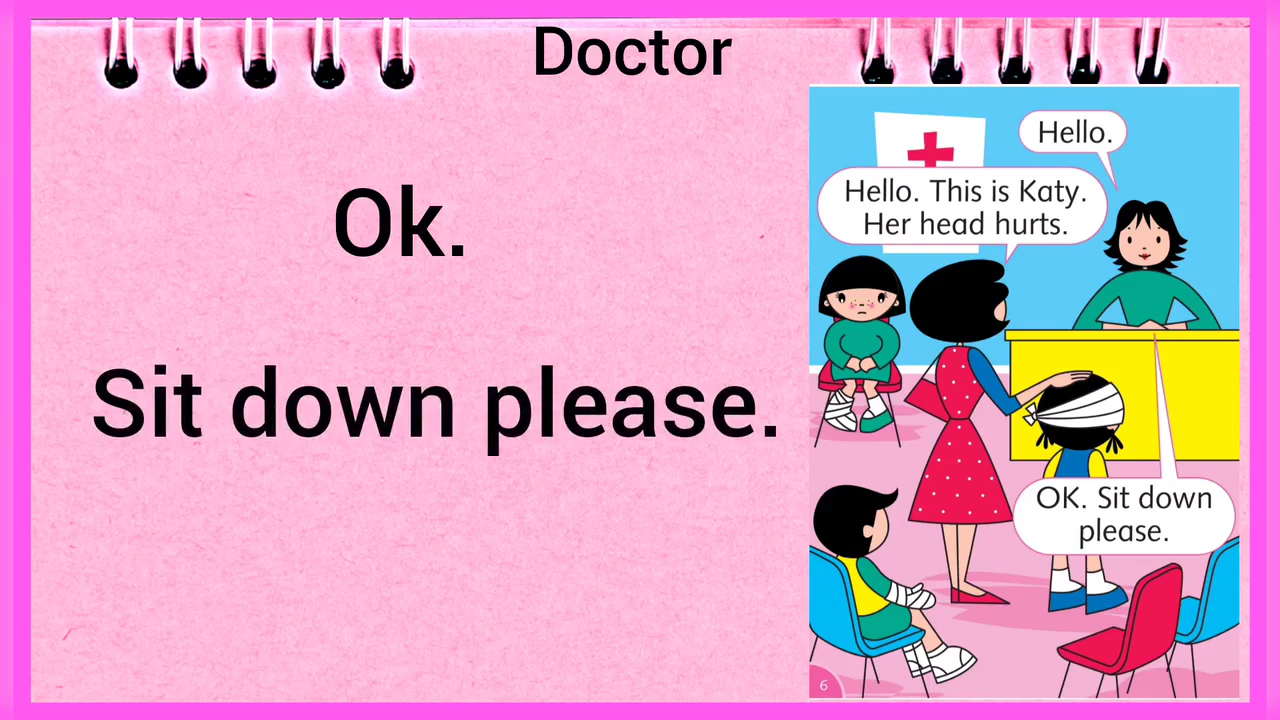 Doctor
Ok.
Sit down please.
Hello.
Hello. This is Katy.
Her head hurts.
OK. Sit down
please.
6